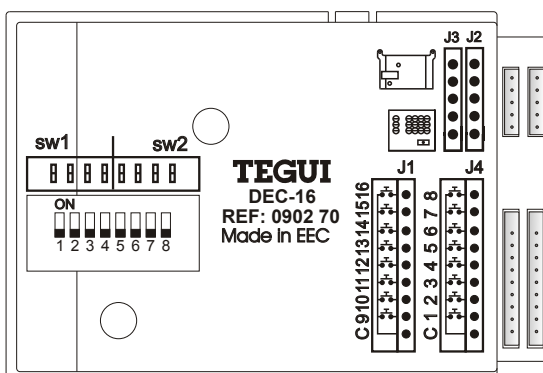 J3 J2
sw1 sw2
ON
1 2 3 4 5 6 7 8
TEGUI
DEC-16
REF: 0902 70
Made in EEC
J1
C 9 10 11 12 13 14 15 16
J4
C 1 2 3 4 5 6 7 8